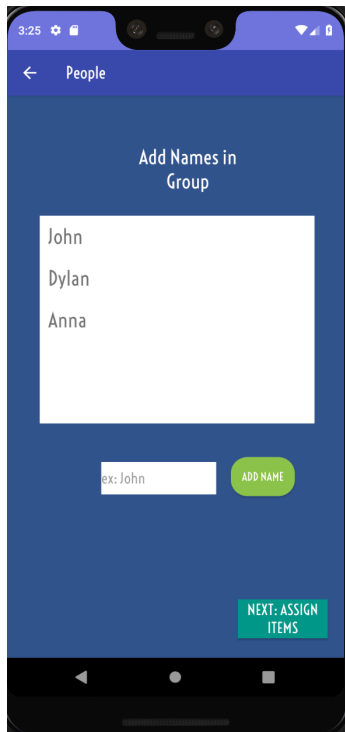 3:25
People
Add Names in
Group
John
Dylan
Anna
ex: John
ADD NAME
NEXT: ASSIGN
ITEMS